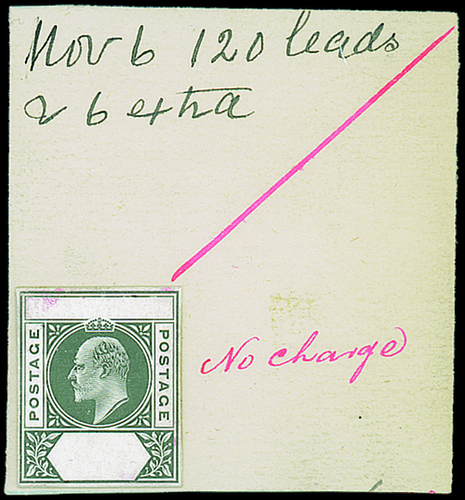 Nov 6 120 leads
& 6 extra
No charge
POSTAGE
POSTAGE